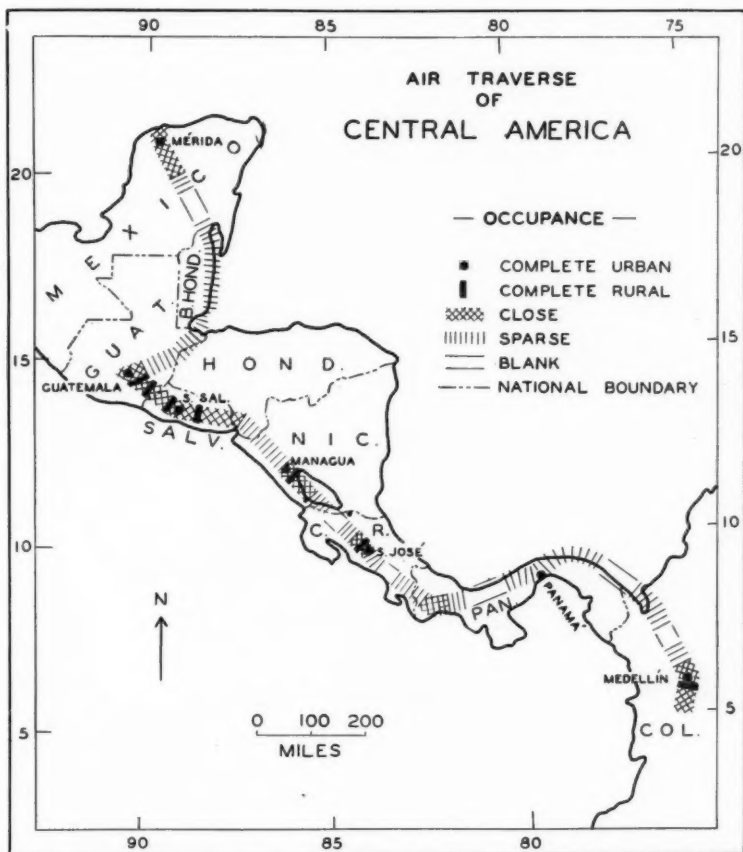 90 85 80 75
AIR TRAVERSE
OF
CENTRAL AMERICA
20 20
MÉRIDA
MEXICO
— OCCUPANCE —
COMPLETE URBAN
COMPLETE RURAL
CLOSE
SPARSE
BLANK
NATIONAL BOUNDARY
B. HOND.
GUAT.
15 15
HOND.
GUATEMALA
S. SAL.
SALV.
NIC.
MANAGUA
10 10
C. R.
S. JOSÉ
PAN.
PANAMÁ
N
MEDELLÍN
COL.
0 100 200
MILES
5 5
90 85 80